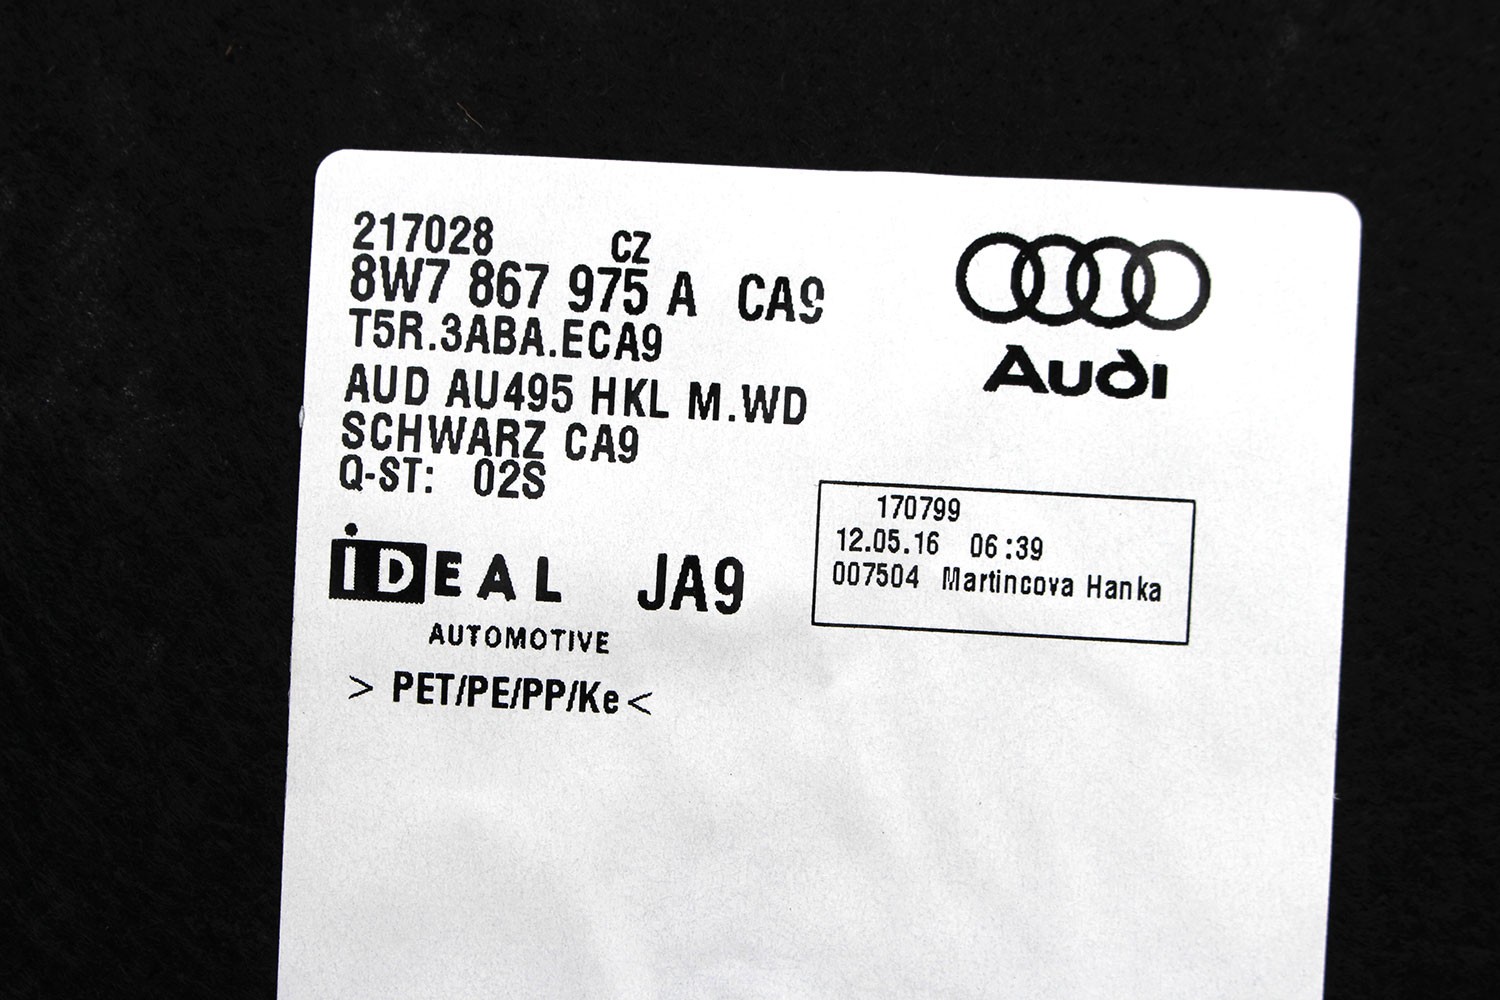 217028 CZ
8W7 867 975 A CA9
T5R.3ABA.ECA9
AUD AU495 HKL M.WD
SCHWARZ CA9
Q-ST: 02S
Audi
170799
12.05.16 06:39
007504 Martincova Hanka
iDEAL JA9
AUTOMOTIVE
> PET/PE/PP/Ke <